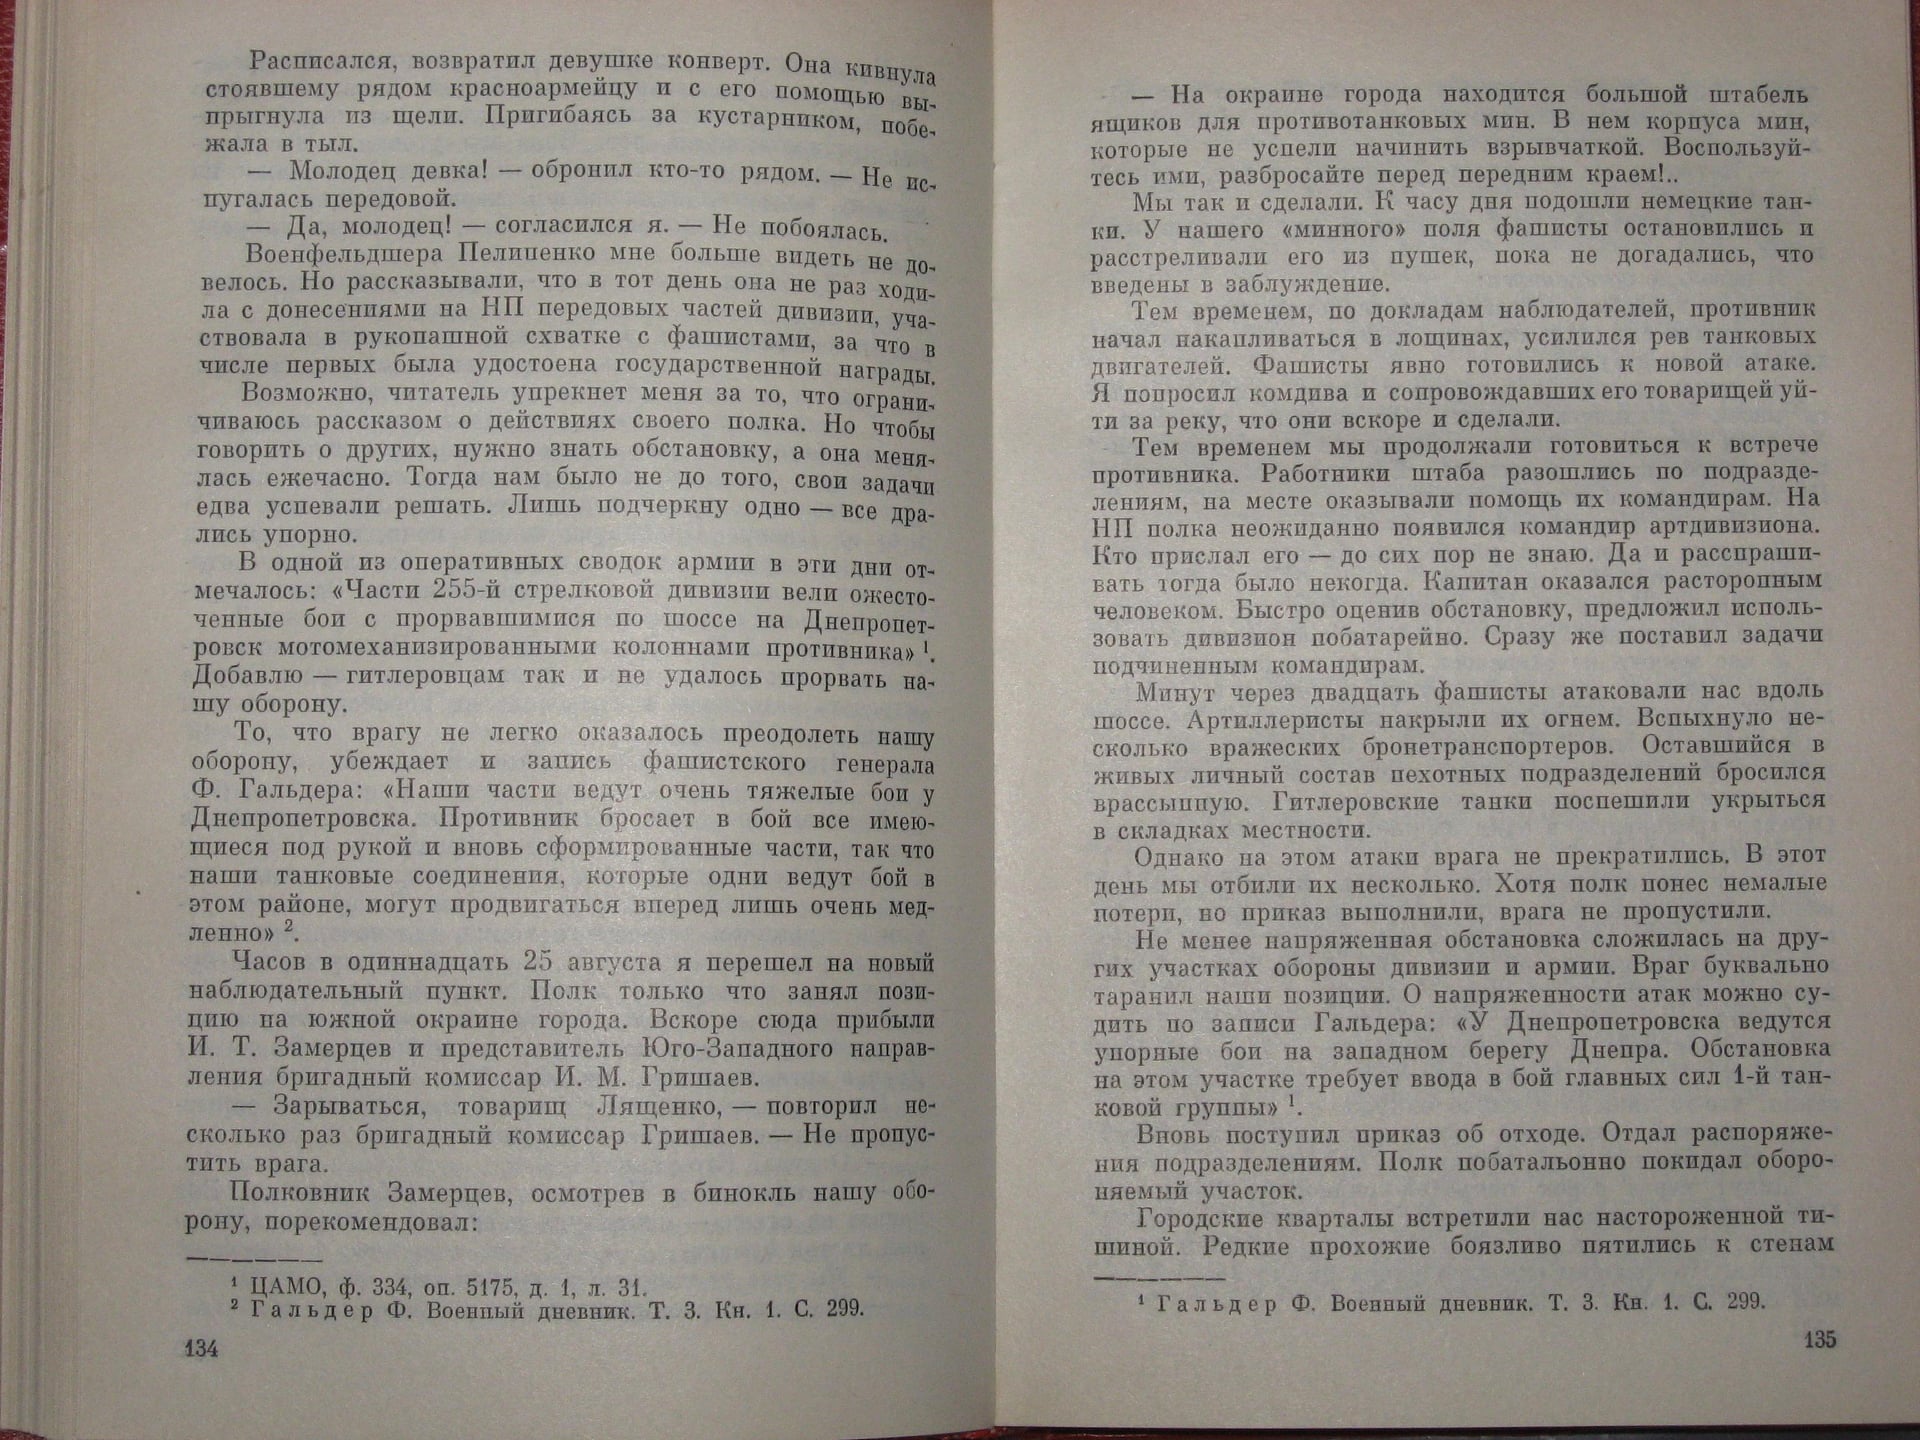 Расписался, возвратил девушке конверт. Она кивнула
стоявшему рядом красноармейцу и с его помощью вы-
прыгнула из щели. Пригибаясь за кустарником, побе-
жала в тыл.
— Молодец девка! — обронил кто-то рядом. — Не ис-
пугалась передовой.
— Да, молодец! — согласился я. — Не побоялась.
Военфельдшера Пелипенко мне больше видеть не до-
велось. Но рассказывали, что в тот день она не раз ходи-
ла с донесениями на НП передовых частей дивизии, уча-
ствовала в рукопашной схватке с фашистами, за что в
числе первых была удостоена государственной награды.
Возможно, читатель упрекнет меня за то, что ограни-
чиваюсь рассказом о действиях своего полка. Но чтобы
говорить о других, нужно знать обстановку, а она меня-
лась ежечасно. Тогда нам было не до того, свои задачи
едва успевали решать. Лишь подчеркну одно — все дра-
лись упорно.
В одной из оперативных сводок армии в эти дни от-
мечалось: «Части 255-й стрелковой дивизии вели ожесто-
ченные бои с прорвавшимися по шоссе на Днепропет-
ровск мотомеханизированными колоннами противника» ¹.
Добавлю — гитлеровцам так и не удалось прорвать на-
шу оборону.
То, что врагу не легко оказалось преодолеть нашу
оборону, убеждает и запись фашистского генерала
Ф. Гальдера: «Наши части ведут очень тяжелые бои у
Днепропетровска. Противник бросает в бой все имею-
щиеся под рукой и вновь сформированные части, так что
наши танковые соединения, которые одни ведут бой в
этом районе, могут продвигаться вперед лишь очень мед-
ленно» ².
Часов в одиннадцать 25 августа я перешел на новый
наблюдательный пункт. Полк только что занял пози-
цию на южной окраине города. Вскоре сюда прибыли
И. Т. Замерцев и представитель Юго-Западного направ-
ления бригадный комиссар И. М. Гришаев.
— Зарываться, товарищ Лященко, — повторил не-
сколько раз бригадный комиссар Гришаев. — Не пропус-
тить врага.
Полковник Замерцев, осмотрев в бинокль нашу обо-
рону, порекомендовал:
¹ ЦАМО, ф. 334, оп. 5175, д. 1, л. 31.
² Гальдер Ф. Военный дневник. Т. 3. Кн. 1. С. 299.
134
— На окраине города находится большой штабель
ящиков для противотанковых мин. В нем корпуса мин,
которые не успели начинить взрывчаткой. Воспользуй-
тесь ими, разбросайте перед передним краем!..
Мы так и сделали. К часу дня подошли немецкие тан-
ки. У нашего «минного» поля фашисты остановились и
расстреливали его из пушек, пока не догадались, что
введены в заблуждение.
Тем временем, по докладам наблюдателей, противник
начал накапливаться в лощинах, усилился рев танковых
двигателей. Фашисты явно готовились к новой атаке.
Я попросил комдива и сопровождавших его товарищей уй-
ти за реку, что они вскоре и сделали.
Тем временем мы продолжали готовиться к встрече
противника. Работники штаба разошлись по подразде-
лениям, на месте оказывали помощь их командирам. На
НП полка неожиданно появился командир артдивизиона.
Кто прислал его — до сих пор не знаю. Да и расспраши-
вать тогда было некогда. Капитан оказался расторопным
человеком. Быстро оценив обстановку, предложил исполь-
зовать дивизион побатарейно. Сразу же поставил задачи
подчиненным командирам.
Минут через двадцать фашисты атаковали нас вдоль
шоссе. Артиллеристы накрыли их огнем. Вспыхнуло не-
сколько вражеских бронетранспортеров. Оставшийся в
живых личный состав пехотных подразделений бросился
врассыпную. Гитлеровские танки поспешили укрыться
в складках местности.
Однако на этом атаки врага не прекратились. В этот
день мы отбили их несколько. Хотя полк понес немалые
потери, но приказ выполнили, врага не пропустили.
Не менее напряженная обстановка сложилась на дру-
гих участках обороны дивизии и армии. Враг буквально
таранил наши позиции. О напряженности атак можно су-
дить по записи Гальдера: «У Днепропетровска ведутся
упорные бои на западном берегу Днепра. Обстановка
на этом участке требует ввода в бой главных сил 1-й тан-
ковой группы» ¹.
Вновь поступил приказ об отходе. Отдал распоряже-
ния подразделениям. Полк побатальонно покидал оборо-
няемый участок.
Городские кварталы встретили нас настороженной ти-
шиной. Редкие прохожие боязливо пятились к стенам
¹ Гальдер Ф. Военный дневник. Т. 3. Кн. 1. С. 299.
135